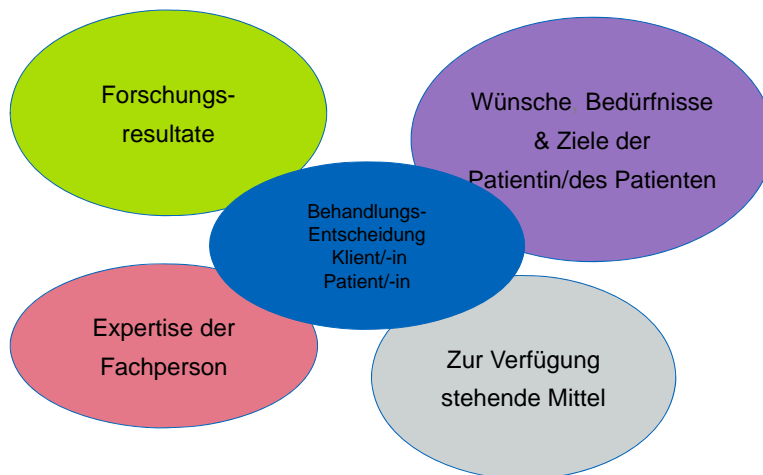 Forschungs-
resultate
Wünsche, Bedürfnisse
& Ziele der
Patientin/des Patienten
Behandlungs-
Entscheidung
Klient/-in
Patient/-in
Expertise der
Fachperson
Zur Verfügung
stehende Mittel